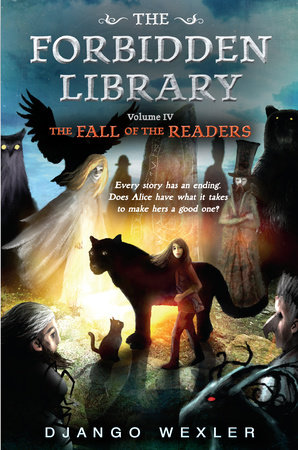 THE
FORBIDDEN
LIBRARY
Volume IV
THE FALL OF THE READERS
Every story has an ending.
Does Alice have what it takes
to make hers a good one?
DJANGO WEXLER